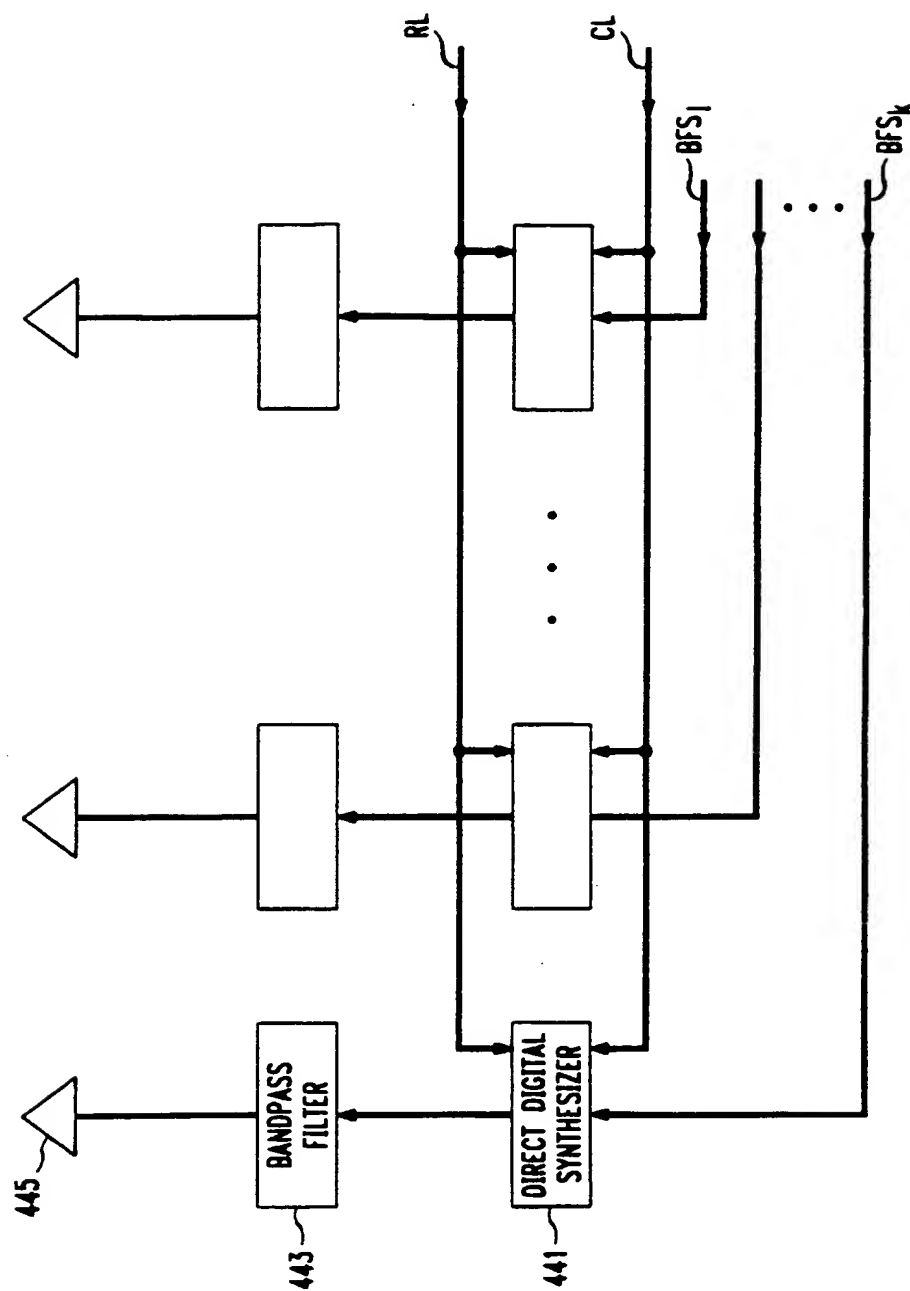 445
BANDPASS
FILTER
443
DIRECT DIGITAL
SYNTHESIZER
441
RL
CL
BFS1
BFSk